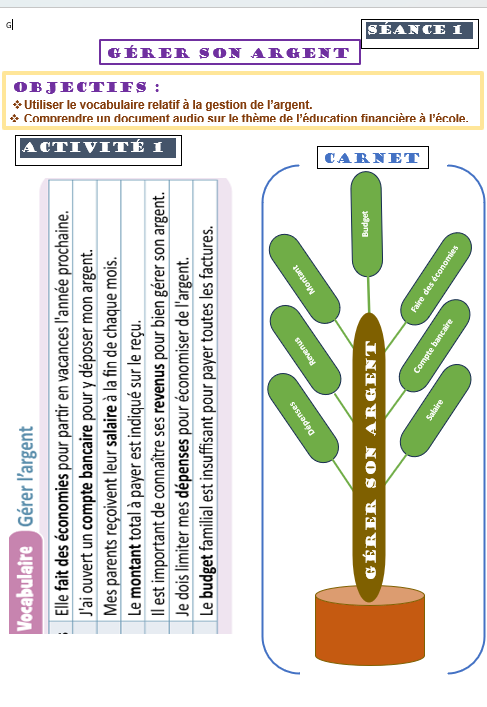 G
SÉANCE 1
GÉRER SON ARGENT
OBJECTIFS :
❖ Utiliser le vocabulaire relatif à la gestion de l'argent.
❖ Comprendre un document audio sur le thème de l'éducation financière à l'école.
ACTIVITÉ 1
Vocabulaire Gérer l'argent
Elle fait des économies pour partir en vacances l'année prochaine.
J'ai ouvert un compte bancaire pour y déposer mon argent.
Mes parents reçoivent leur salaire à la fin de chaque mois.
Le montant total à payer est indiqué sur le reçu.
Il est important de connaître ses revenus pour bien gérer son argent.
Je dois limiter mes dépenses pour économiser de l'argent.
Le budget familial est insuffisant pour payer toutes les factures.
CARNET
Budget
Montant
Faire des économies
Revenus
Compte bancaire
Dépenses
Salaire
GÉRER SON ARGENT